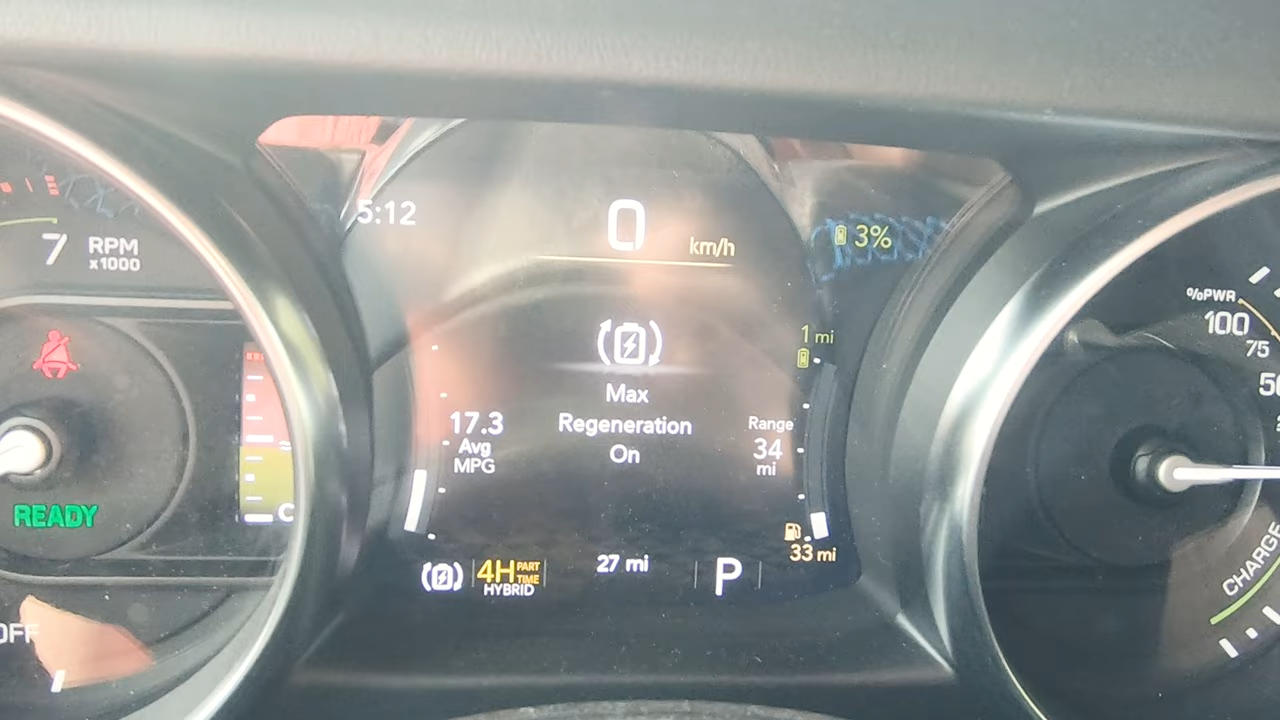 5:12
0
km/h
3%
7
RPM
x1000
%PWR
100
75
1 mi
Max
Regeneration
On
17.3
Avg
MPG
Range
34
mi
READY
C
33 mi
4H PART TIME
HYBRID
27 mi
P
CHARGE
OFF